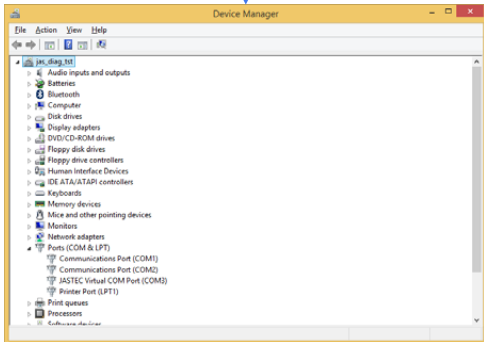 Device Manager
File Action View Help
jas_diag_tst
Audio inputs and outputs
Batteries
Bluetooth
Computer
Disk drives
Display adapters
DVD/CD-ROM drives
Floppy disk drives
Floppy drive controllers
Human Interface Devices
IDE ATA/ATAPI controllers
Keyboards
Memory devices
Mice and other pointing devices
Monitors
Network adapters
Ports (COM & LPT)
Communications Port (COM1)
Communications Port (COM2)
JASTEC Virtual COM Port (COM3)
Printer Port (LPT1)
Print queues
Processors
Software devices